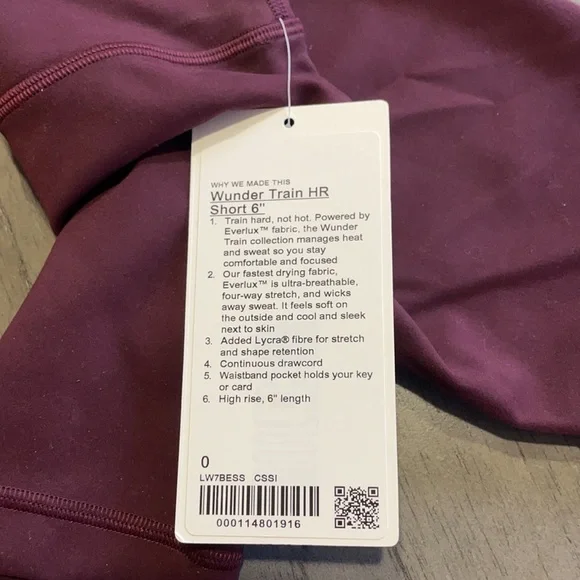 WHY WE MADE THIS
Wunder Train HR
Short 6"
1. Train hard, not hot. Powered by
Everlux™ fabric, the Wunder
Train collection manages heat
and sweat so you stay
comfortable and focused
2. Our fastest drying fabric,
Everlux™ is ultra-breathable,
four-way stretch, and wicks
away sweat. It feels soft on
the outside and cool and sleek
next to skin
3. Added Lycra® fibre for stretch
and shape retention
4. Continuous drawcord
5. Waistband pocket holds your key
or card
6. High rise, 6" length
0
LW7BESS CSSI
000114801916